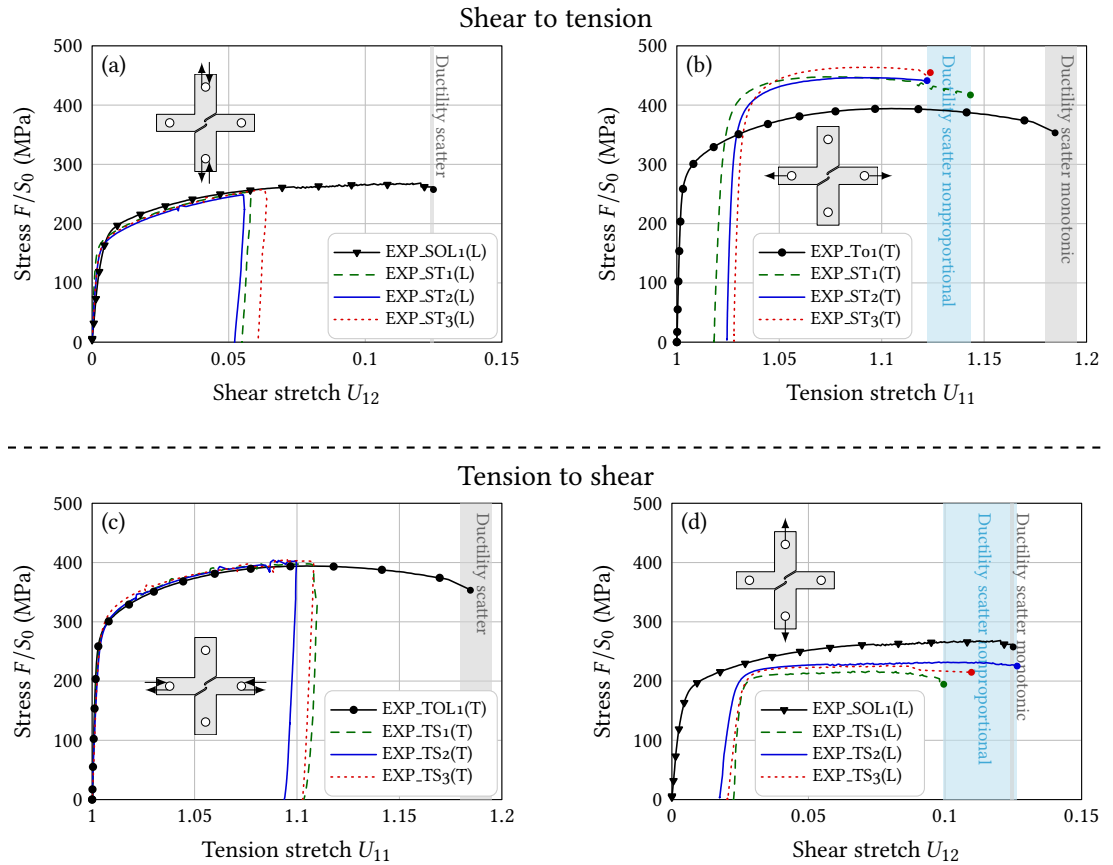 Shear to tension
(a)
Stress F/S0 (MPa)
500
400
300
200
100
0
0
0.05
0.1
0.15
Shear stretch U12
Ductility scatter
EXP_SOL1(L)
EXP_ST1(L)
EXP_ST2(L)
EXP_ST3(L)
(b)
Stress F/S0 (MPa)
500
400
300
200
100
0
1
1.05
1.1
1.15
1.2
Tension stretch U11
Ductility scatter nonproportional
Ductility scatter monotonic
EXP_To1(T)
EXP_ST1(T)
EXP_ST2(T)
EXP_ST3(T)
Tension to shear
(c)
Stress F/S0 (MPa)
500
400
300
200
100
0
1
1.05
1.1
1.15
1.2
Tension stretch U11
Ductility scatter
EXP_TOL1(T)
EXP_TS1(T)
EXP_TS2(T)
EXP_TS3(T)
(d)
Stress F/S0 (MPa)
500
400
300
200
100
0
0
0.05
0.1
0.15
Shear stretch U12
Ductility scatter nonproportional
Ductility scatter monotonic
EXP_SOL1(L)
EXP_TS1(L)
EXP_TS2(L)
EXP_TS3(L)